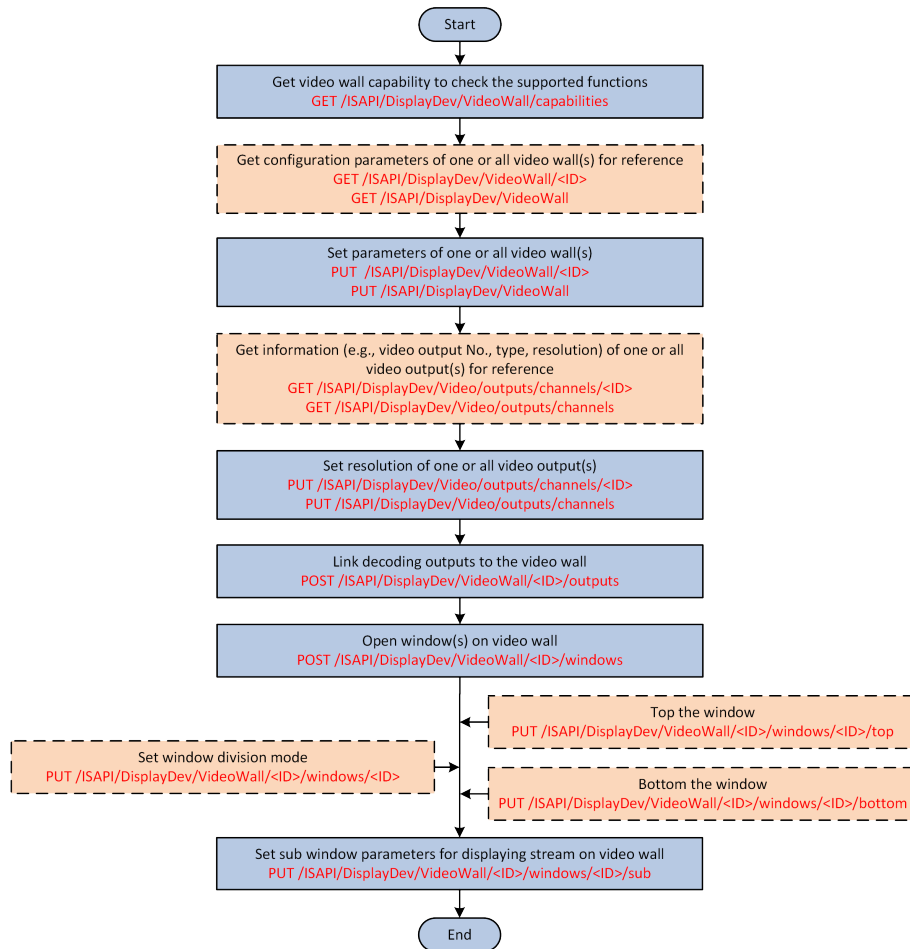 Start
Get video wall capability to check the supported functions
GET /ISAPI/DisplayDev/VideoWall/capabilities
Get configuration parameters of one or all video wall(s) for reference
GET /ISAPI/DisplayDev/VideoWall/<ID>
GET /ISAPI/DisplayDev/VideoWall
Set parameters of one or all video wall(s)
PUT  /ISAPI/DisplayDev/VideoWall/<ID>
PUT /ISAPI/DisplayDev/VideoWall
Get information (e.g., video output No., type, resolution) of one or all
video output(s) for reference
GET /ISAPI/DisplayDev/Video/outputs/channels/<ID>
GET /ISAPI/DisplayDev/Video/outputs/channels
Set resolution of one or all video output(s)
PUT /ISAPI/DisplayDev/Video/outputs/channels/<ID>
PUT /ISAPI/DisplayDev/Video/outputs/channels
Link decoding outputs to the video wall
POST /ISAPI/DisplayDev/VideoWall/<ID>/outputs
Open window(s) on video wall
POST /ISAPI/DisplayDev/VideoWall/<ID>/windows
Top the window
PUT /ISAPI/DisplayDev/VideoWall/<ID>/windows/<ID>/top
Set window division mode
PUT /ISAPI/DisplayDev/VideoWall/<ID>/windows/<ID>
Bottom the window
PUT /ISAPI/DisplayDev/VideoWall/<ID>/windows/<ID>/bottom
Set sub window parameters for displaying stream on video wall
PUT /ISAPI/DisplayDev/VideoWall/<ID>/windows/<ID>/sub
End